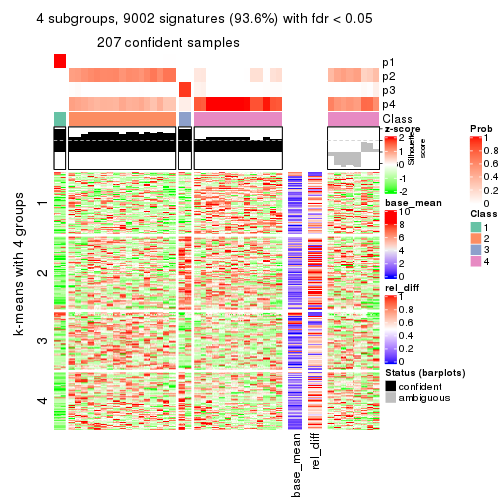 4 subgroups, 9002 signatures (93.6%) with fdr < 0.05
207 confident samples
p1
p2
p3
p4
Class
k-means with 4 groups
1
2
3
4
base_mean
rel_diff
Silhouette
score
z-score
2
1
0
-1
-2
base_mean
10
8
6
4
2
0
rel_diff
1
0.8
0.6
0.4
0.2
0
Status (barplots)
confident
ambiguous
Prob
1
0.8
0.6
0.4
0.2
0
Class
1
2
3
4